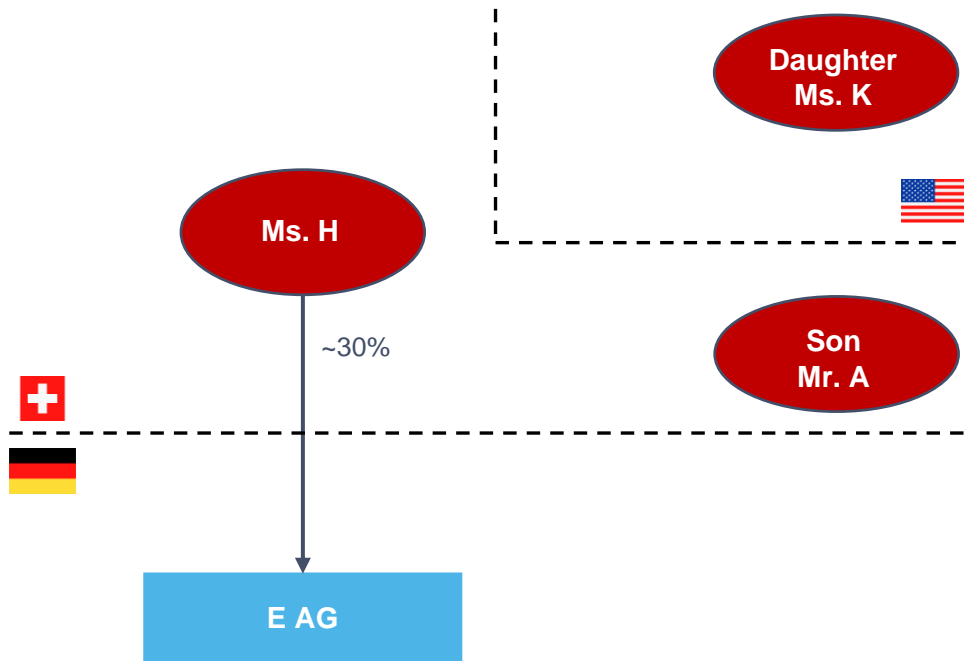 Daughter
Ms. K
Ms. H
~30%
Son
Mr. A
E AG